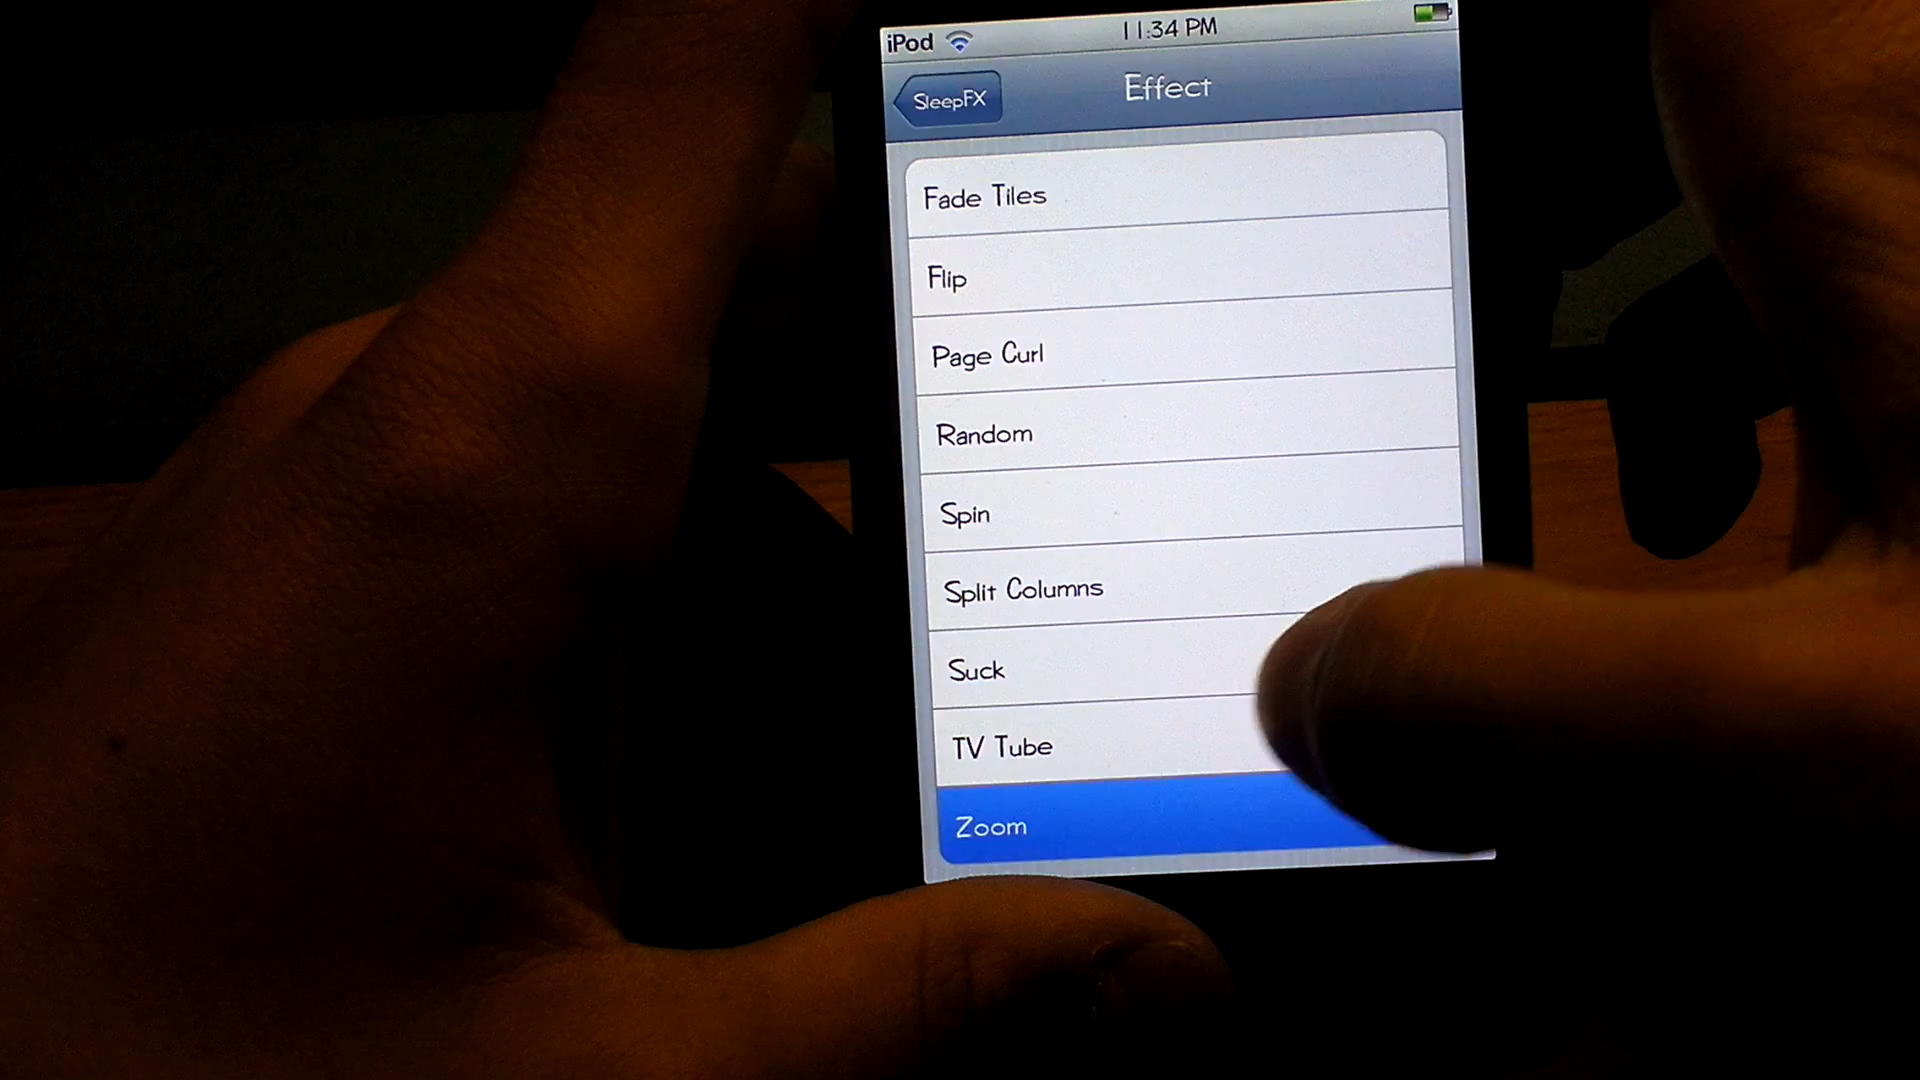 iPod 11:34 PM
SleepFX Effect
Fade Tiles
Flip
Page Curl
Random
Spin
Split Columns
Suck
TV Tube
Zoom